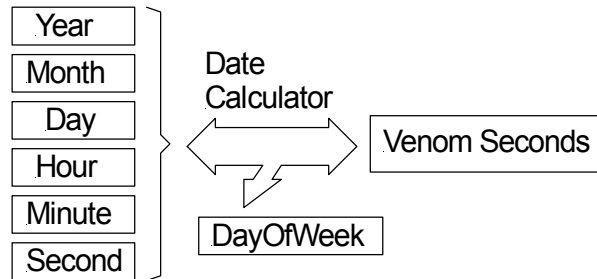 Year
Month
Day
Hour
Minute
Second
Date
Calculator
Venom Seconds
DayOfWeek